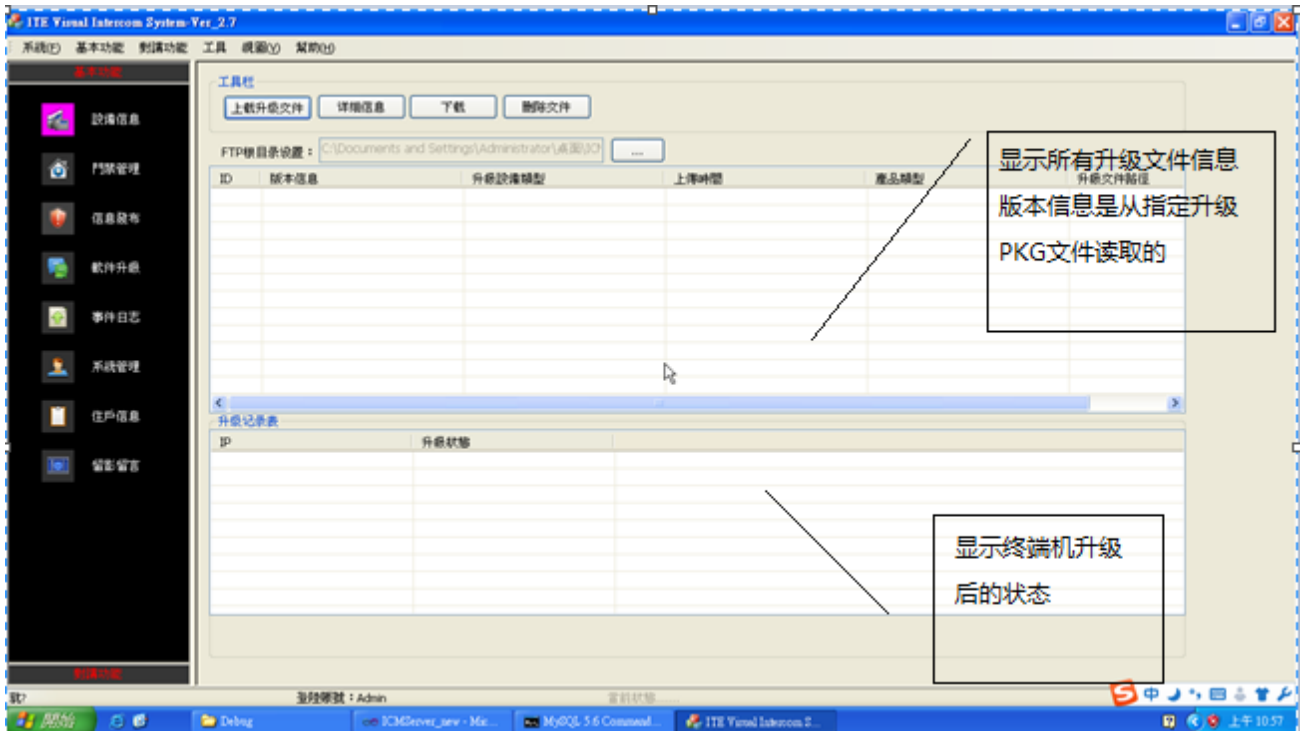 ITE Visual Intercom System-Ver_2.7
系統(F) 基本功能 對講功能 工具 視圖(V) 幫助(H)
基本功能
設備信息
門禁管理
信息發布
軟件升級
事件日志
系統管理
住戶信息
留影留言
對講功能
工具栏
上载升级文件 详细信息 下载 删除文件
FTP根目录设置： C:\Documents and Settings\Administrator\桌面\ICM ...
ID 版本信息 升級設備類型 上傳時間 產品類型 升級文件路徑
显示所有升级文件信息
版本信息是从指定升级
PKG文件读取的
升级记录表
IP 升級狀態
显示终端机升级
后的状态
登陸帳號：Admin 當前狀態......
開始 Debug ICMServer_new - Mic... MySQL 5.6 Command... ITE Visual Intercom S... 上午 10:57
中